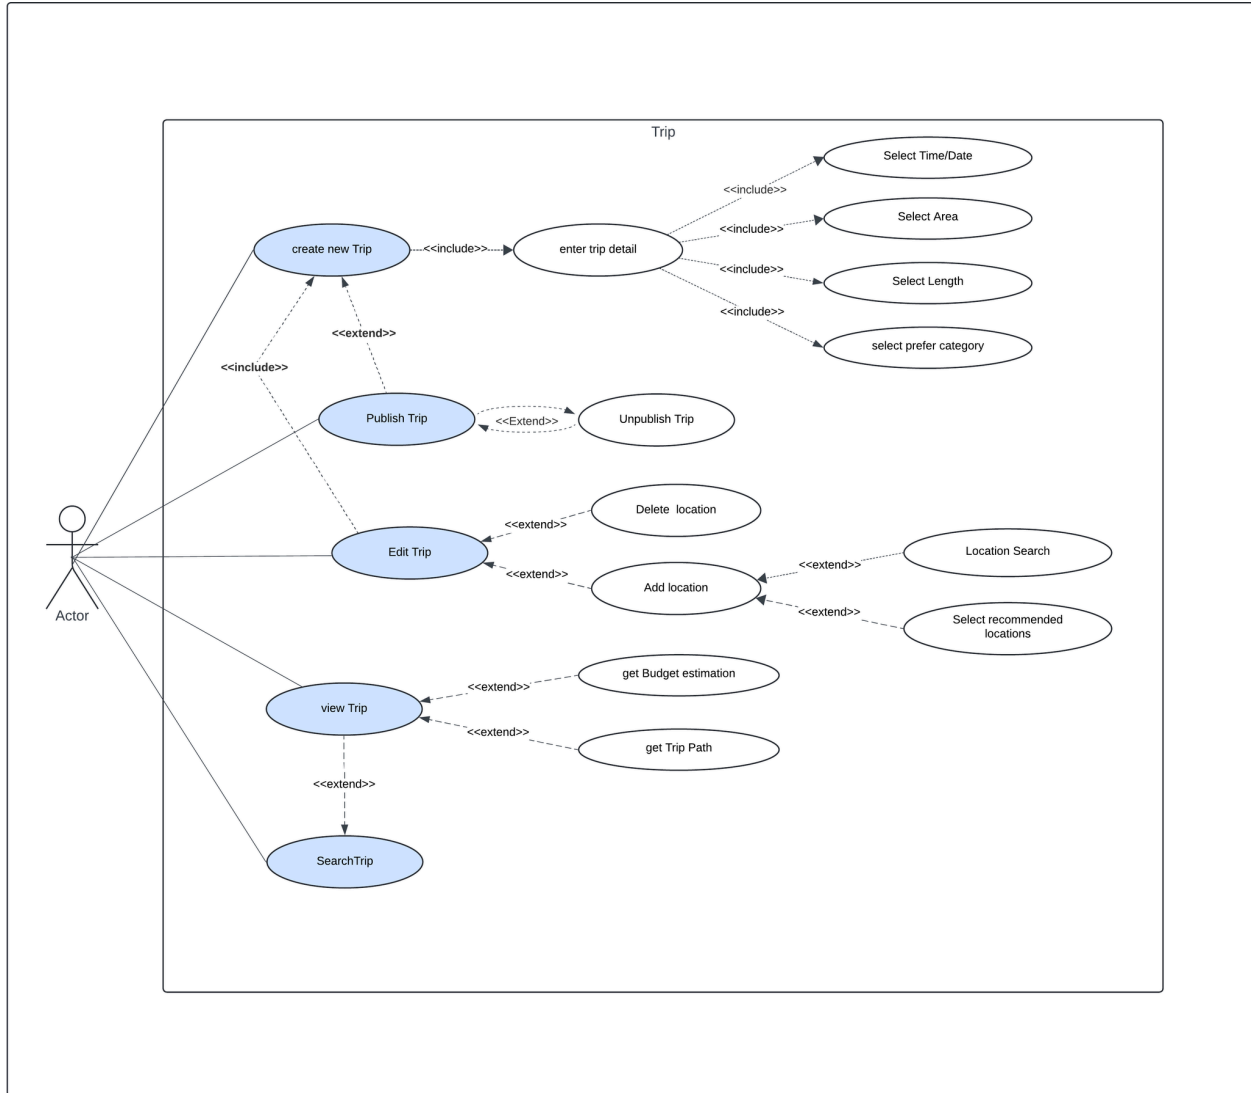 Trip
Select Time/Date
<<include>>
Select Area
<<include>>
create new Trip
<<include>>
enter trip detail
<<include>>
Select Length
<<include>>
select prefer category
<<extend>>
<<include>>
Publish Trip
<<Extend>>
Unpublish Trip
Delete  location
<<extend>>
Edit Trip
Location Search
<<extend>>
<<extend>>
Add location
<<extend>>
Select recommended
locations
Actor
get Budget estimation
<<extend>>
view Trip
<<extend>>
get Trip Path
<<extend>>
SearchTrip